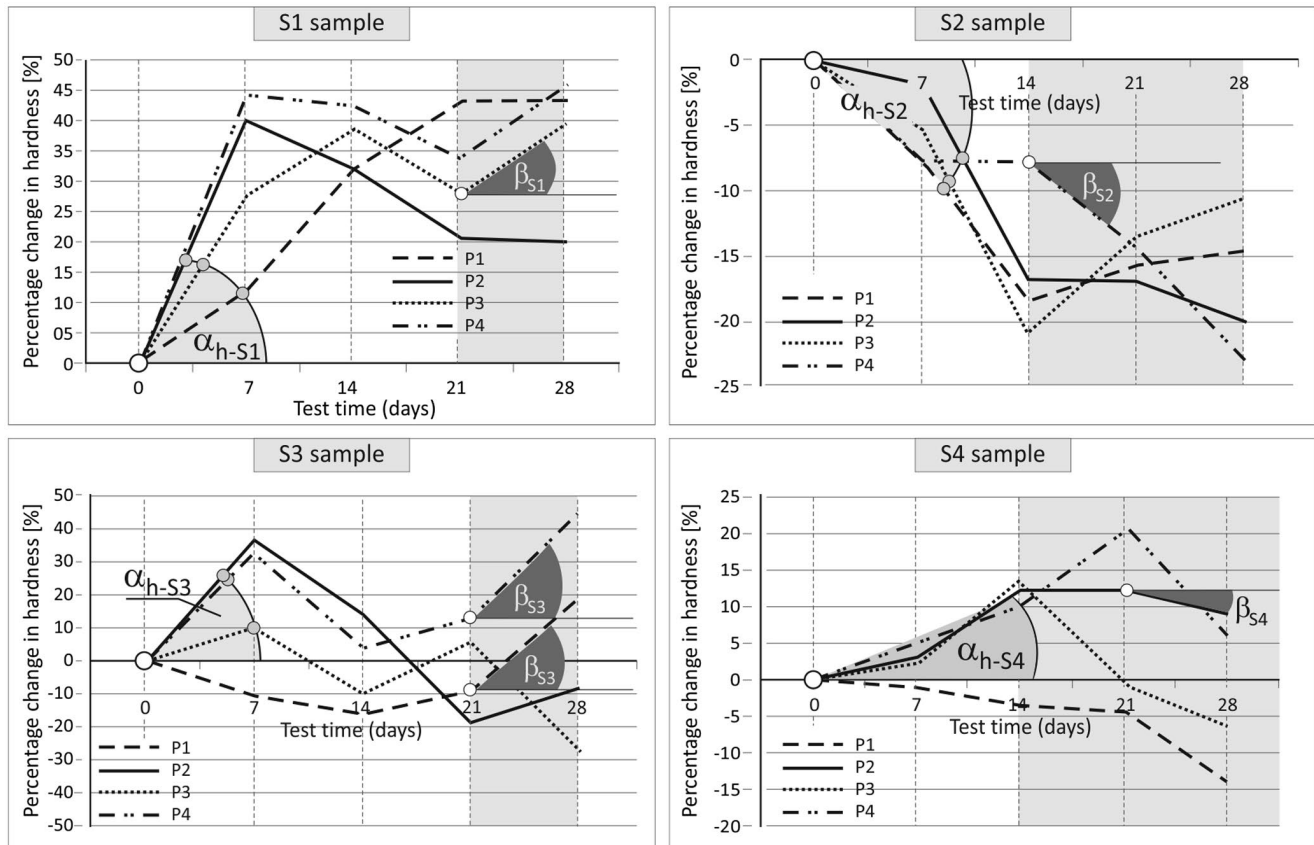 S1 sample
Percentage change in hardness [%]
50
45
40
35
30
25
20
15
10
05
0
αh-S1
βS1
P1
P2
P3
P4
0 7 14 21 28
Test time (days)
S2 sample
Percentage change in hardness [%]
0
-5
-10
-15
-20
-25
0 7 14 21 28
Test time (days)
αh-S2
βS2
P1
P2
P3
P4
S3 sample
Percentage change in hardness [%]
50
40
30
20
10
0
-10
-20
-30
-40
-50
αh-S3
βS3
βS3
0 7 14 21 28
Test time (days)
P1
P2
P3
P4
S4 sample
Percentage change in hardness [%]
25
20
15
10
5
0
-5
-10
-15
-20
αh-S4
βS4
0 7 14 21 28
Test time (days)
P1
P2
P3
P4